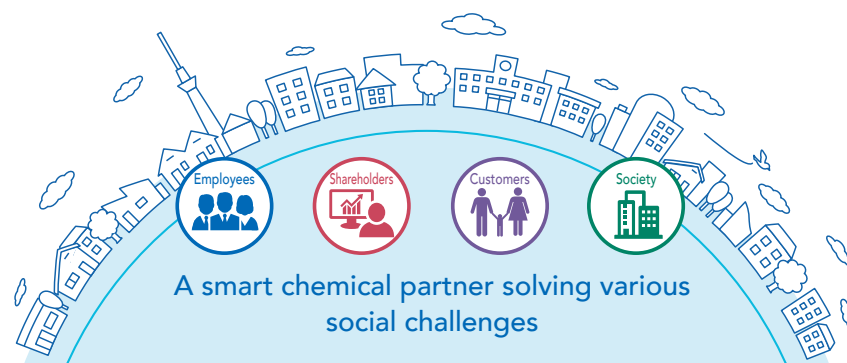 Employees
Shareholders
Customers
Society
A smart chemical partner solving various
social challenges